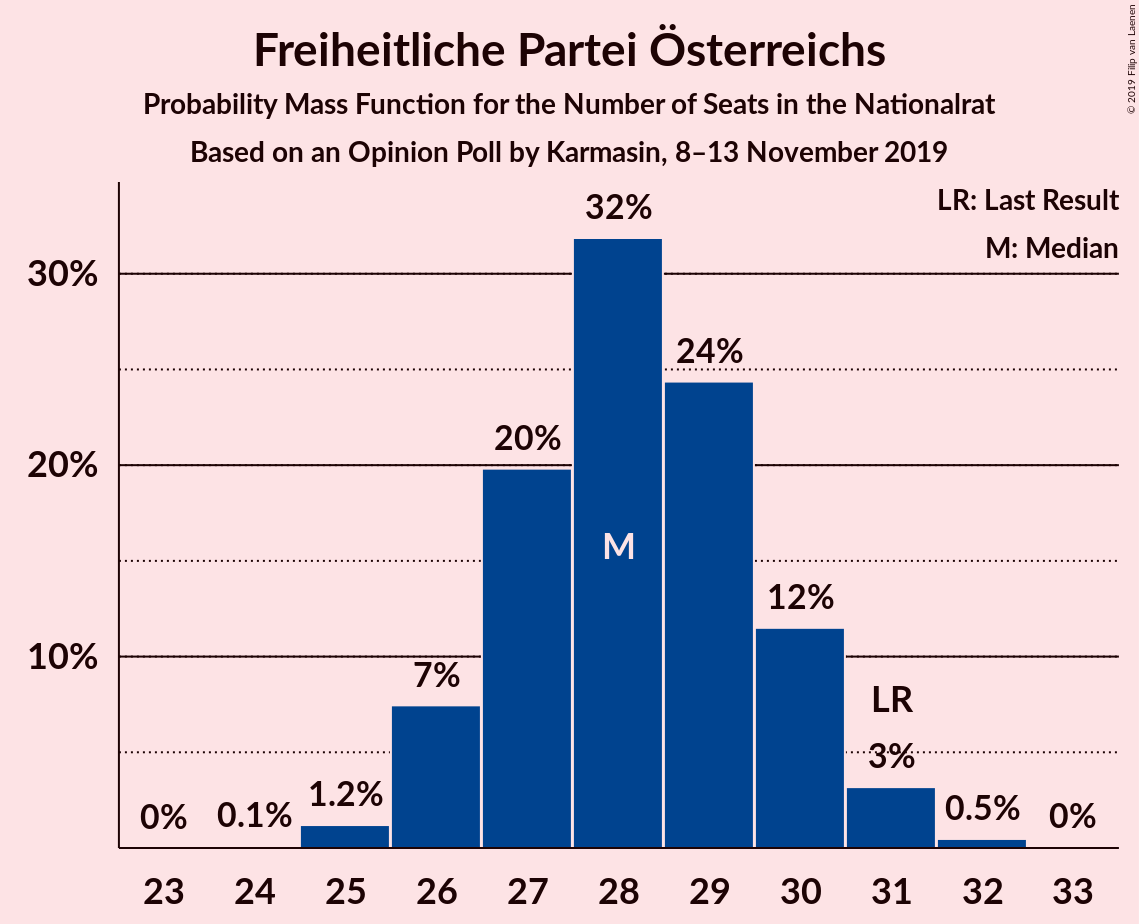 Freiheitliche Partei Österreichs
Probability Mass Function for the Number of Seats in the Nationalrat
Based on an Opinion Poll by Karmasin, 8–13 November 2019
© 2019 Filip van Laenen
LR: Last Result
M: Median
30%
20%
10%
0%
0.1%
1.2%
7%
20%
32%
M
24%
12%
LR
3%
0.5%
0%
23 24 25 26 27 28 29 30 31 32 33